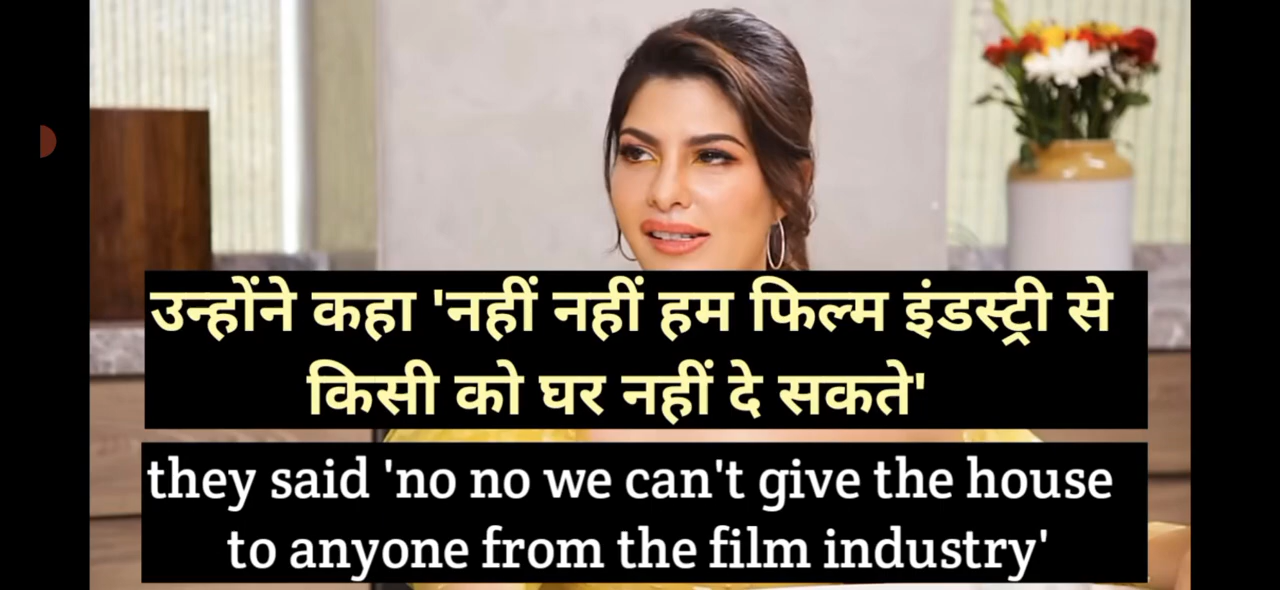 उन्होंने कहा 'नहीं नहीं हम फिल्म इंडस्ट्री से
किसी को घर नहीं दे सकते'
they said 'no no we can't give the house
to anyone from the film industry'